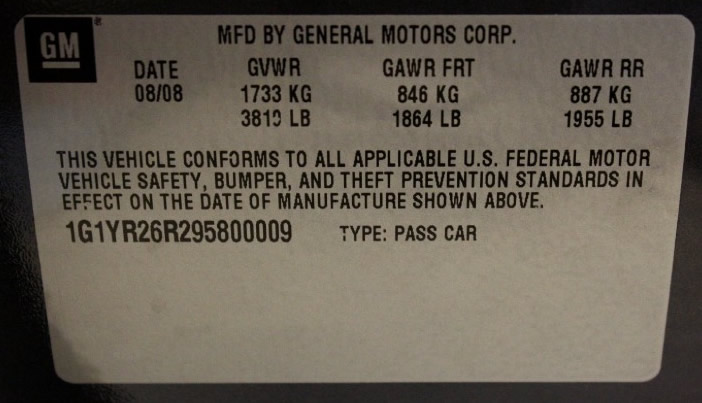 GM
MFD BY GENERAL MOTORS CORP.
DATE GVWR GAWR FRT GAWR RR
08/08 1733 KG 846 KG 887 KG
3819 LB 1864 LB 1955 LB
THIS VEHICLE CONFORMS TO ALL APPLICABLE U.S. FEDERAL MOTOR
VEHICLE SAFETY, BUMPER, AND THEFT PREVENTION STANDARDS IN
EFFECT ON THE DATE OF MANUFACTURE SHOWN ABOVE.
1G1YR26R295800009 TYPE: PASS CAR